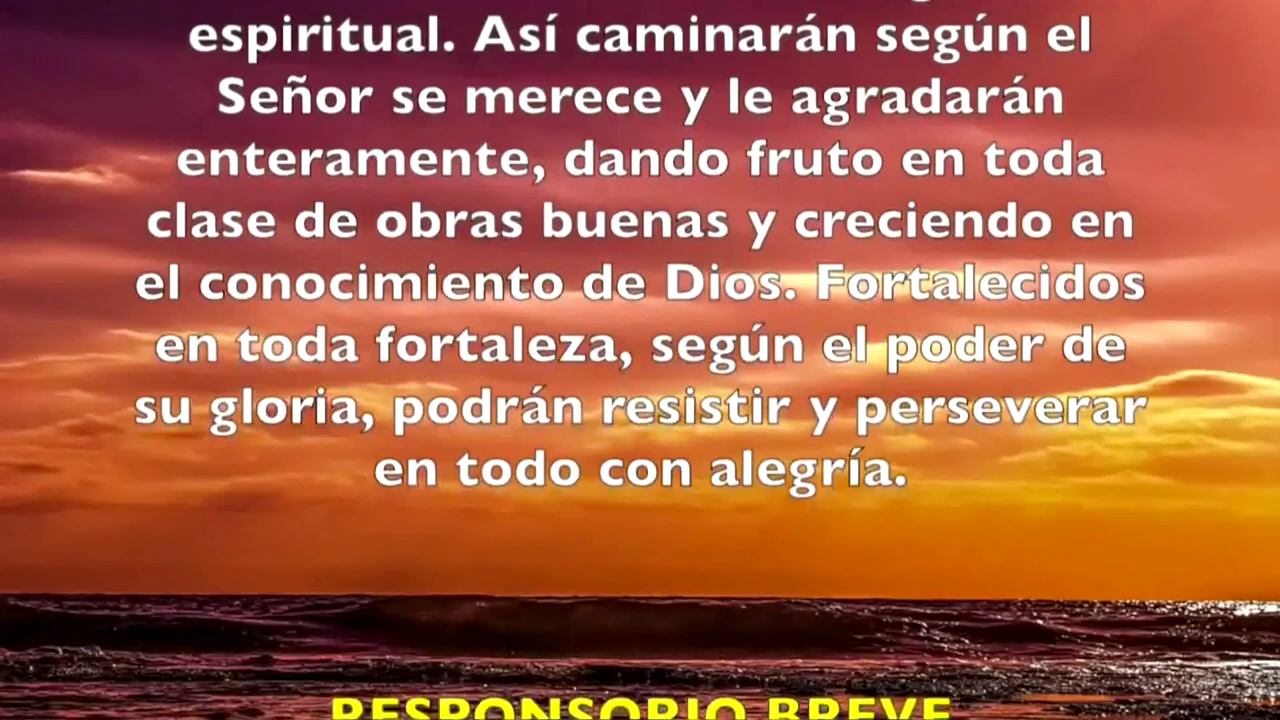 espiritual. Así caminarán según el
Señor se merece y le agradarán
enteramente, dando fruto en toda
clase de obras buenas y creciendo en
el conocimiento de Dios. Fortalecidos
en toda fortaleza, según el poder de
su gloria, podrán resistir y perseverar
en todo con alegría.
RESPONSORIO BREVE